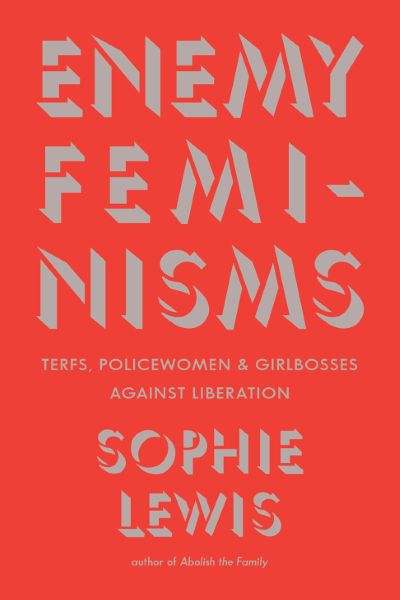 ENEMY
FEMI-
NISMS
TERFS, POLICEWOMEN & GIRLBOSSES
AGAINST LIBERATION
SOPHIE
LEWIS
author of Abolish the Family